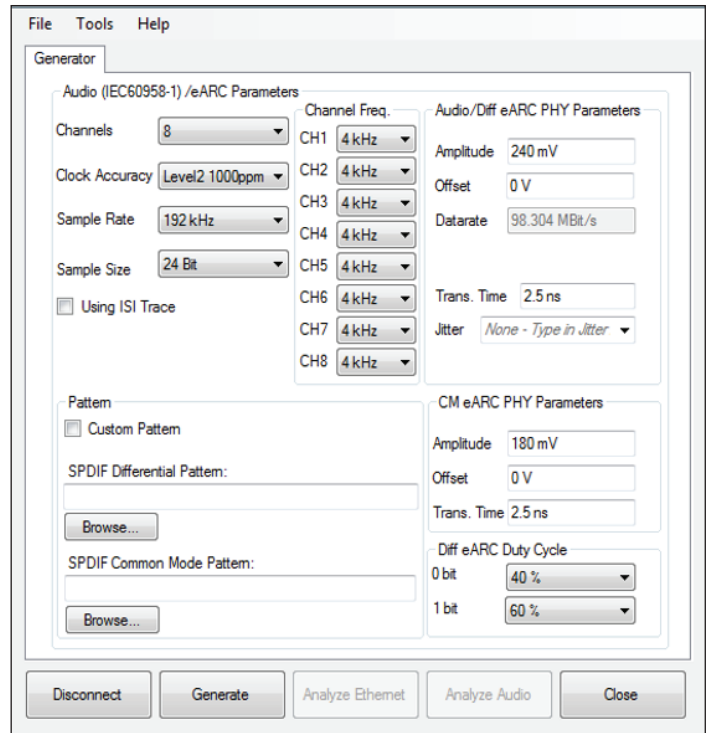 File Tools Help
Generator
Audio (IEC60958-1) /eARC Parameters
Channels 8
Clock Accuracy Level2 1000ppm
Sample Rate 192 kHz
Sample Size 24 Bit
Using ISI Trace
Channel Freq.
CH1 4 kHz
CH2 4 kHz
CH3 4 kHz
CH4 4 kHz
CH5 4 kHz
CH6 4 kHz
CH7 4 kHz
CH8 4 kHz
Audio/Diff eARC PHY Parameters
Amplitude 240 mV
Offset 0 V
Datarate 98.304 MBit/s
Trans. Time 2.5 ns
Jitter None - Type in Jitter
Pattern
Custom Pattern
SPDIF Differential Pattern:
Browse...
SPDIF Common Mode Pattern:
Browse...
CM eARC PHY Parameters
Amplitude 180 mV
Offset 0 V
Trans. Time 2.5 ns
Diff eARC Duty Cycle
0 bit 40 %
1 bit 60 %
Disconnect Generate Analyze Ethernet Analyze Audio Close